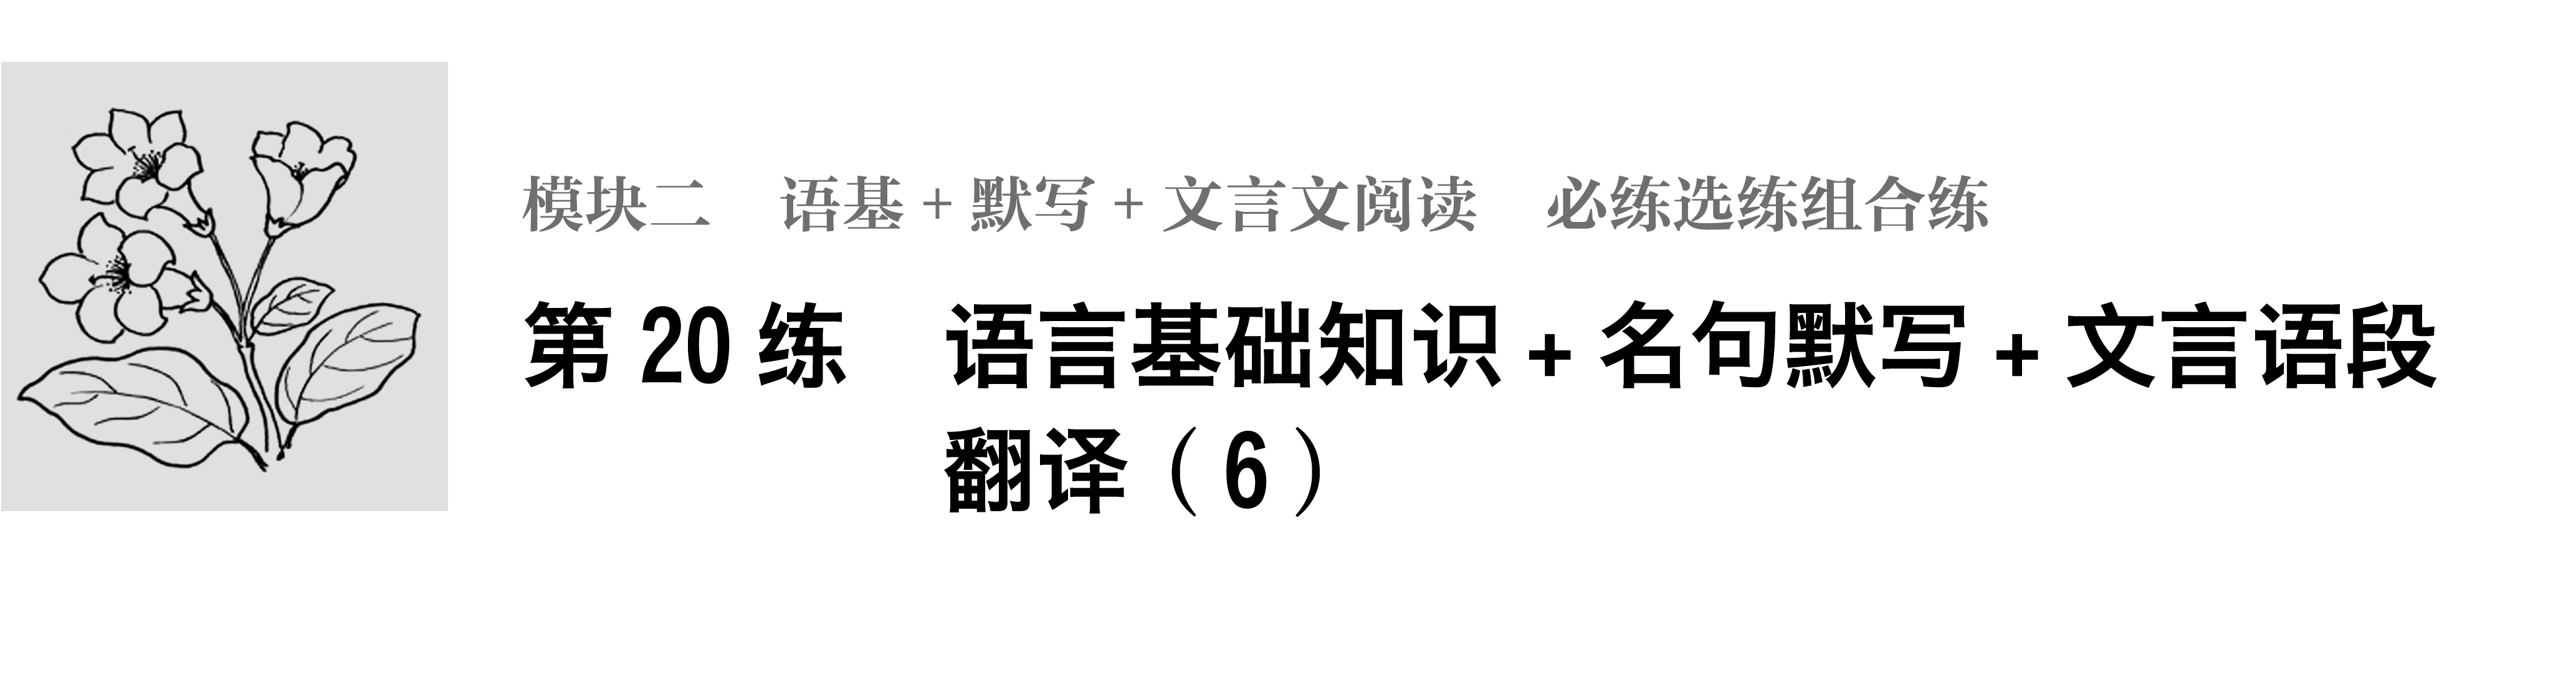 模块二 语基+默写+文言文阅读 必练选练组合练
第20练 语言基础知识+名句默写+文言语段
翻译（6）